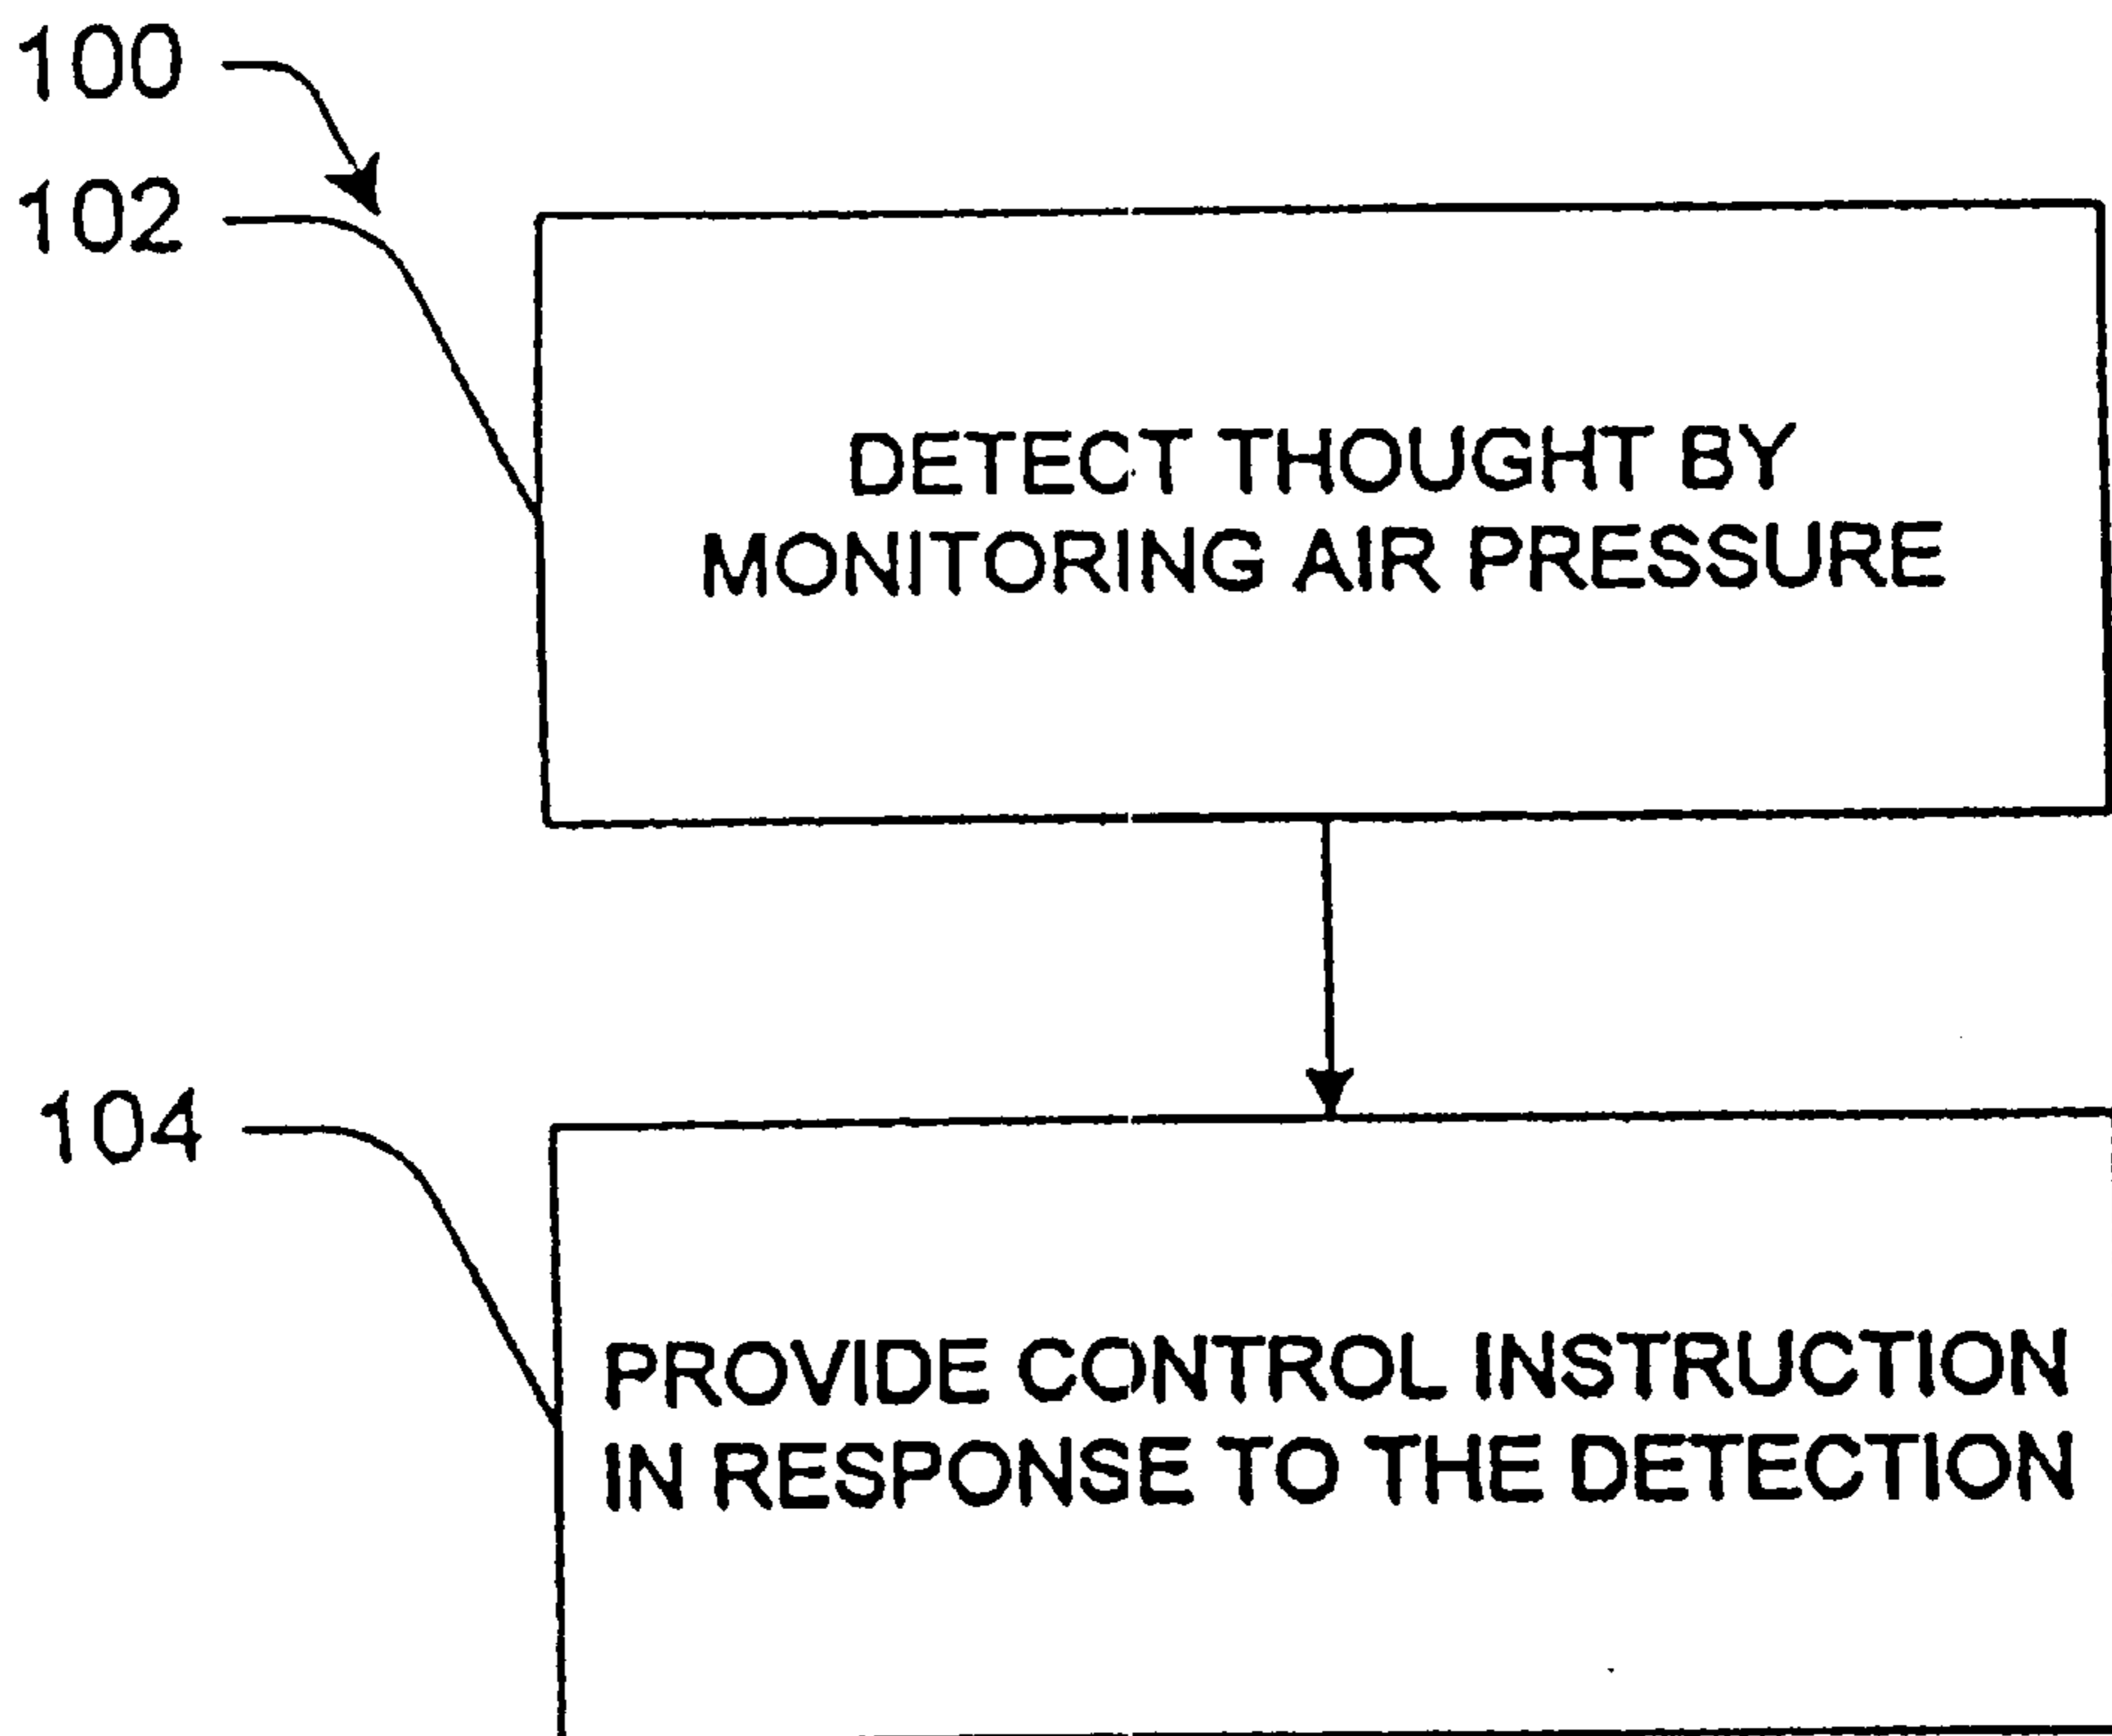 100
102
DETECT THOUGHT BY
MONITORING AIR PRESSURE
104
PROVIDE CONTROL INSTRUCTION
IN RESPONSE TO THE DETECTION